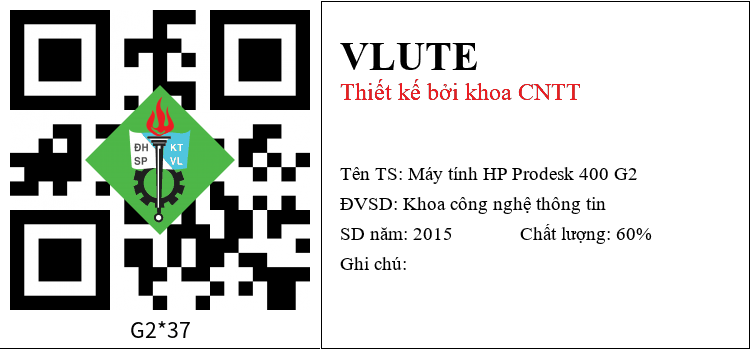 ĐH KT
SP VL
G2*37
VLUTE
Thiết kế bởi khoa CNTT
Tên TS: Máy tính HP Prodesk 400 G2
ĐVSD: Khoa công nghệ thông tin
SD năm: 2015 Chất lượng: 60%
Ghi chú: